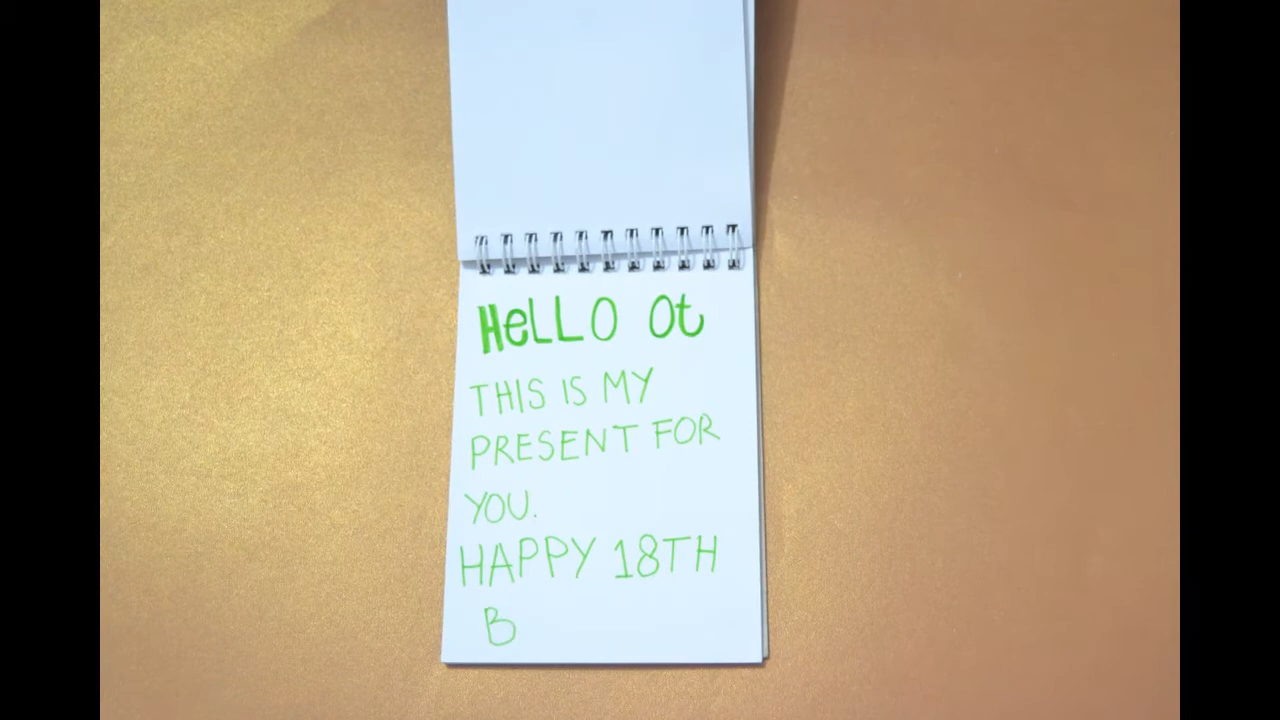 HeLLO Ot
THIS IS MY
PRESENT FOR
YOU.
HAPPY 18TH
B